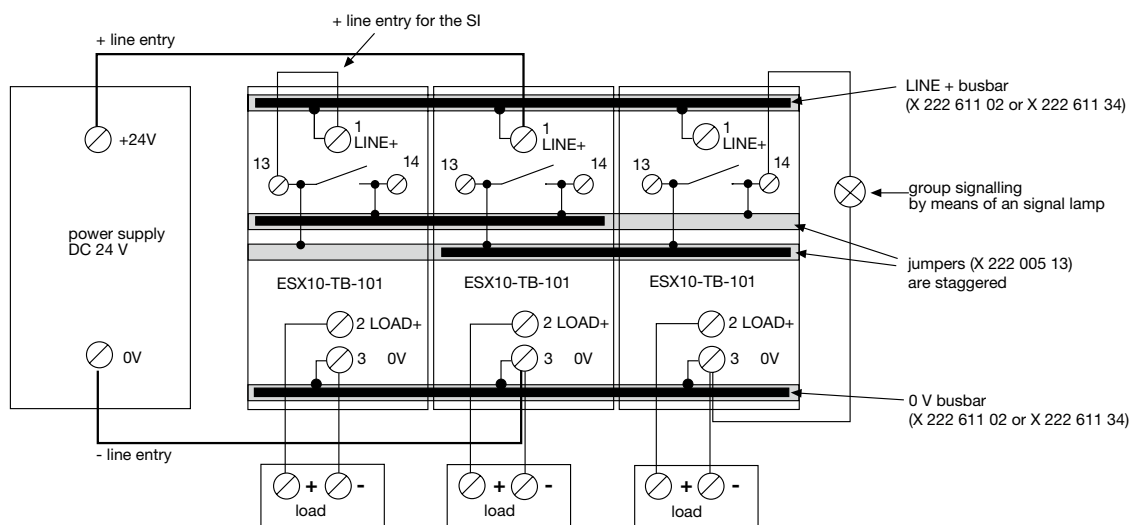 + line entry for the SI
+ line entry
LINE + busbar
(X 222 611 02 or X 222 611 34)
+24V
1
LINE+
1
LINE+
1
LINE+
13
14
13
14
13
14
group signalling
by means of an signal lamp
power supply
DC 24 V
jumpers (X 222 005 13)
are staggered
ESX10-TB-101
ESX10-TB-101
ESX10-TB-101
2 LOAD+
2 LOAD+
2 LOAD+
0V
3 0V
3 0V
3 0V
0 V busbar
(X 222 611 02 or X 222 611 34)
- line entry
+ -
+ -
+ -
load
load
load